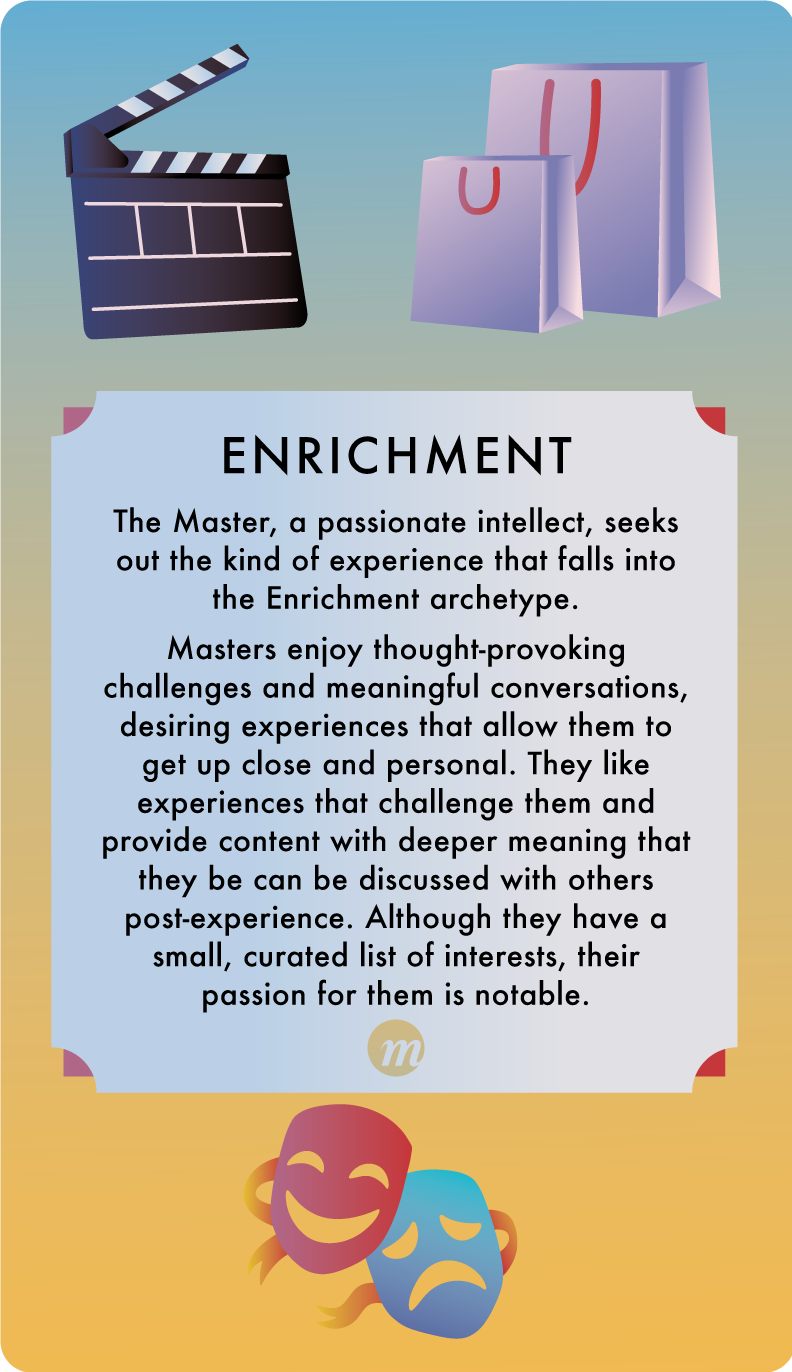 ENRICHMENT
The Master, a passionate intellect, seeks
out the kind of experience that falls into
the Enrichment archetype.
Masters enjoy thought-provoking
challenges and meaningful conversations,
desiring experiences that allow them to
get up close and personal. They like
experiences that challenge them and
provide content with deeper meaning that
they be can be discussed with others
post-experience. Although they have a
small, curated list of interests, their
passion for them is notable.
m